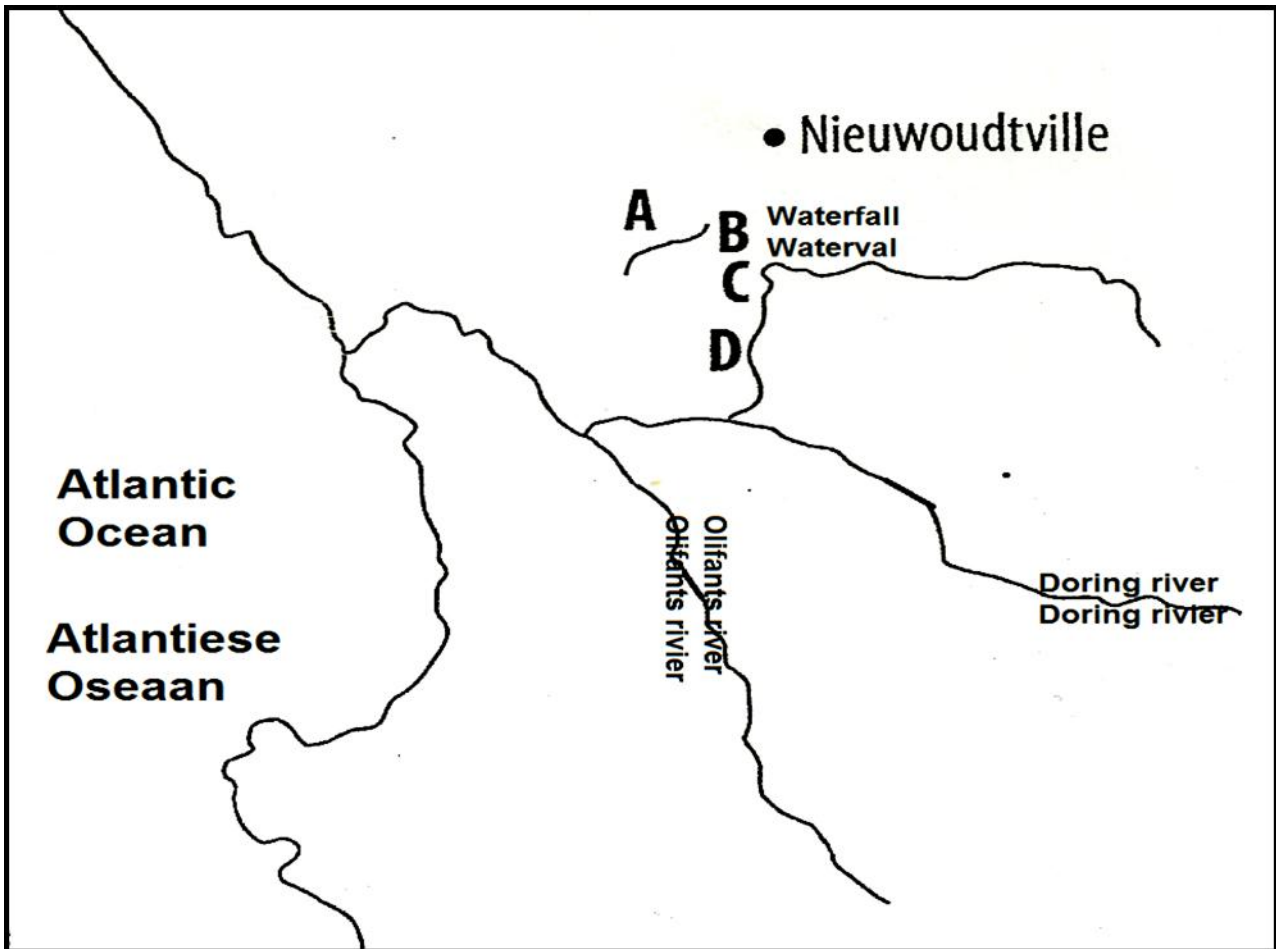 Nieuwoudtville
A
B
Waterfall
Waterval
C
D
Atlantic
Ocean
Olifants river
Olifants rivier
Doring river
Doring rivier
Atlantiese
Oseaan